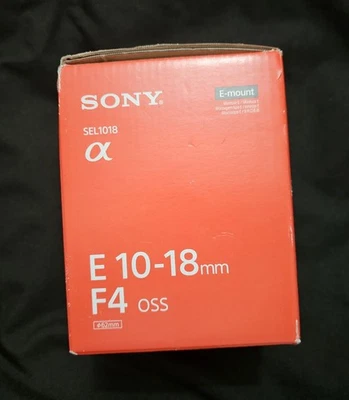 SONY
E-mount
SEL1018
α
E 10-18mm
F4 OSS
#62mm